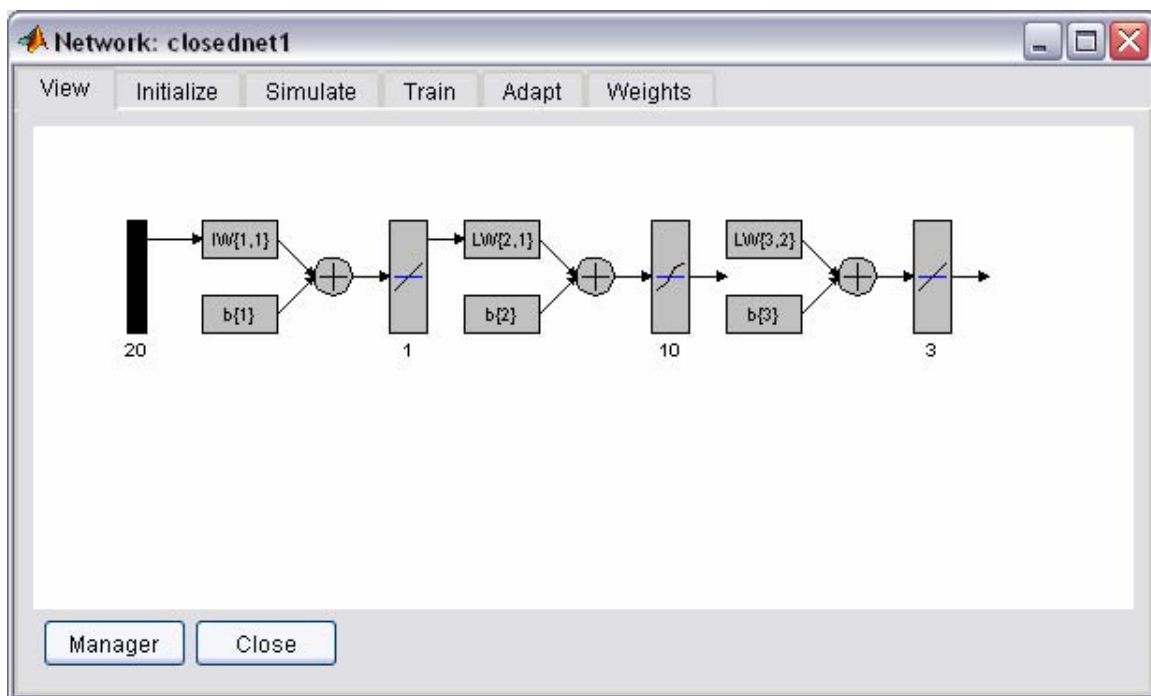 Network: closednet1
View Initialize Simulate Train Adapt Weights
IW{1,1} LW{2,1} LW{3,2}
b{1} b{2} b{3}
20 1 10 3
Manager Close